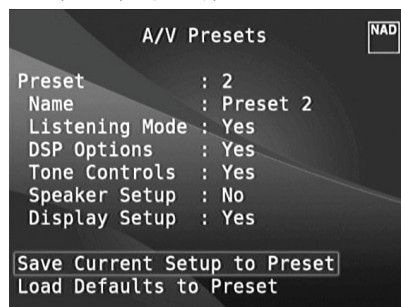 A/V Presets
NAD
Preset : 2
Name : Preset 2
Listening Mode : Yes
DSP Options : Yes
Tone Controls : Yes
Speaker Setup : No
Display Setup : Yes
Save Current Setup to Preset
Load Defaults to Preset